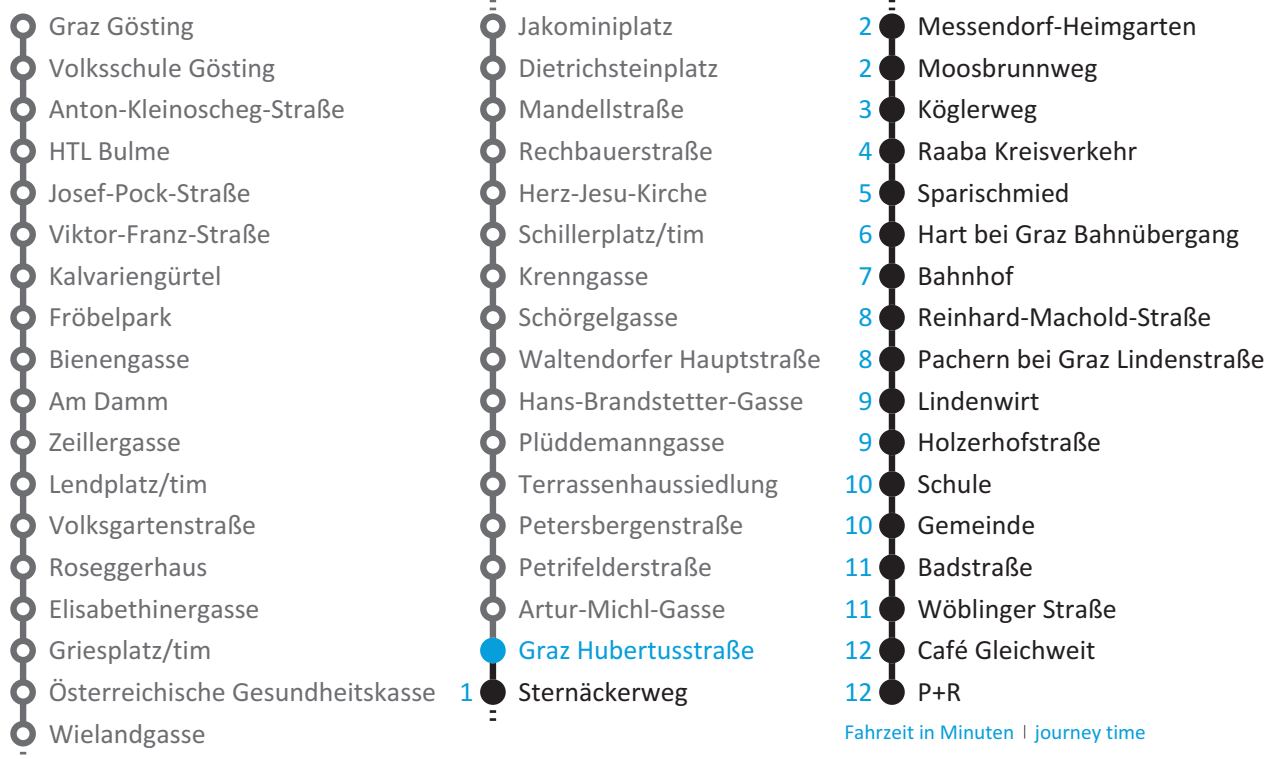 Graz Gösting
Volksschule Gösting
Anton-Kleinoscheg-Straße
HTL Bulme
Josef-Pock-Straße
Viktor-Franz-Straße
Kalvariengürtel
Fröbelpark
Bienengasse
Am Damm
Zeillergasse
Lendplatz/tim
Volksgartenstraße
Roseggerhaus
Elisabethinergasse
Griesplatz/tim
Österreichische Gesundheitskasse
Wielandgasse
Jakominiplatz
Dietrichsteinplatz
Mandellstraße
Rechbauerstraße
Herz-Jesu-Kirche
Schillerplatz/tim
Krenngasse
Schörgelgasse
Waltendorfer Hauptstraße
Hans-Brandstetter-Gasse
Plüddemanngasse
Terrassenhaussiedlung
Petersbergenstraße
Petrifelderstraße
Artur-Michl-Gasse
Graz Hubertusstraße
1 Sternäckerweg
2 Messendorf-Heimgarten
2 Moosbrunnweg
3 Köglerweg
4 Raaba Kreisverkehr
5 Sparischmied
6 Hart bei Graz Bahnübergang
7 Bahnhof
8 Reinhard-Machold-Straße
8 Pachern bei Graz Lindenstraße
9 Lindenwirt
9 Holzerhofstraße
10 Schule
10 Gemeinde
11 Badstraße
11 Wöblinger Straße
12 Café Gleichweit
12 P+R
Fahrzeit in Minuten | journey time